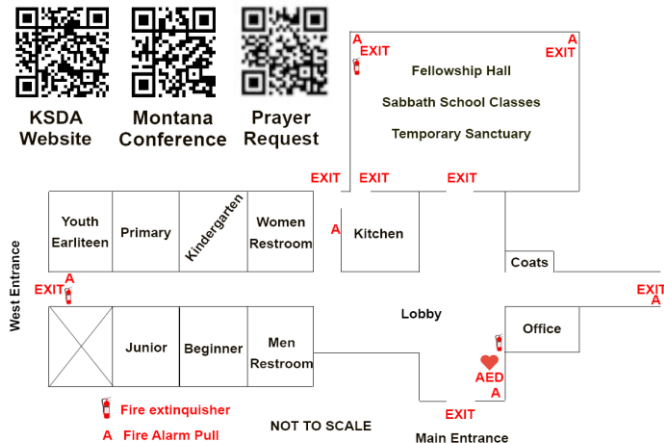 KSDA
Website
Montana
Conference
Prayer
Request
A
EXIT
A
EXIT
Fellowship Hall
Sabbath School Classes
Temporary Sanctuary
EXIT
EXIT
EXIT
Youth
Earliteen
Primary
Kindergarten
Women
Restroom
A
Kitchen
Coats
West Entrance
A
EXIT
EXIT
A
Lobby
Office
Junior
Beginner
Men
Restroom
AED
A
EXIT
Fire extinquisher
A Fire Alarm Pull
NOT TO SCALE
Main Entrance